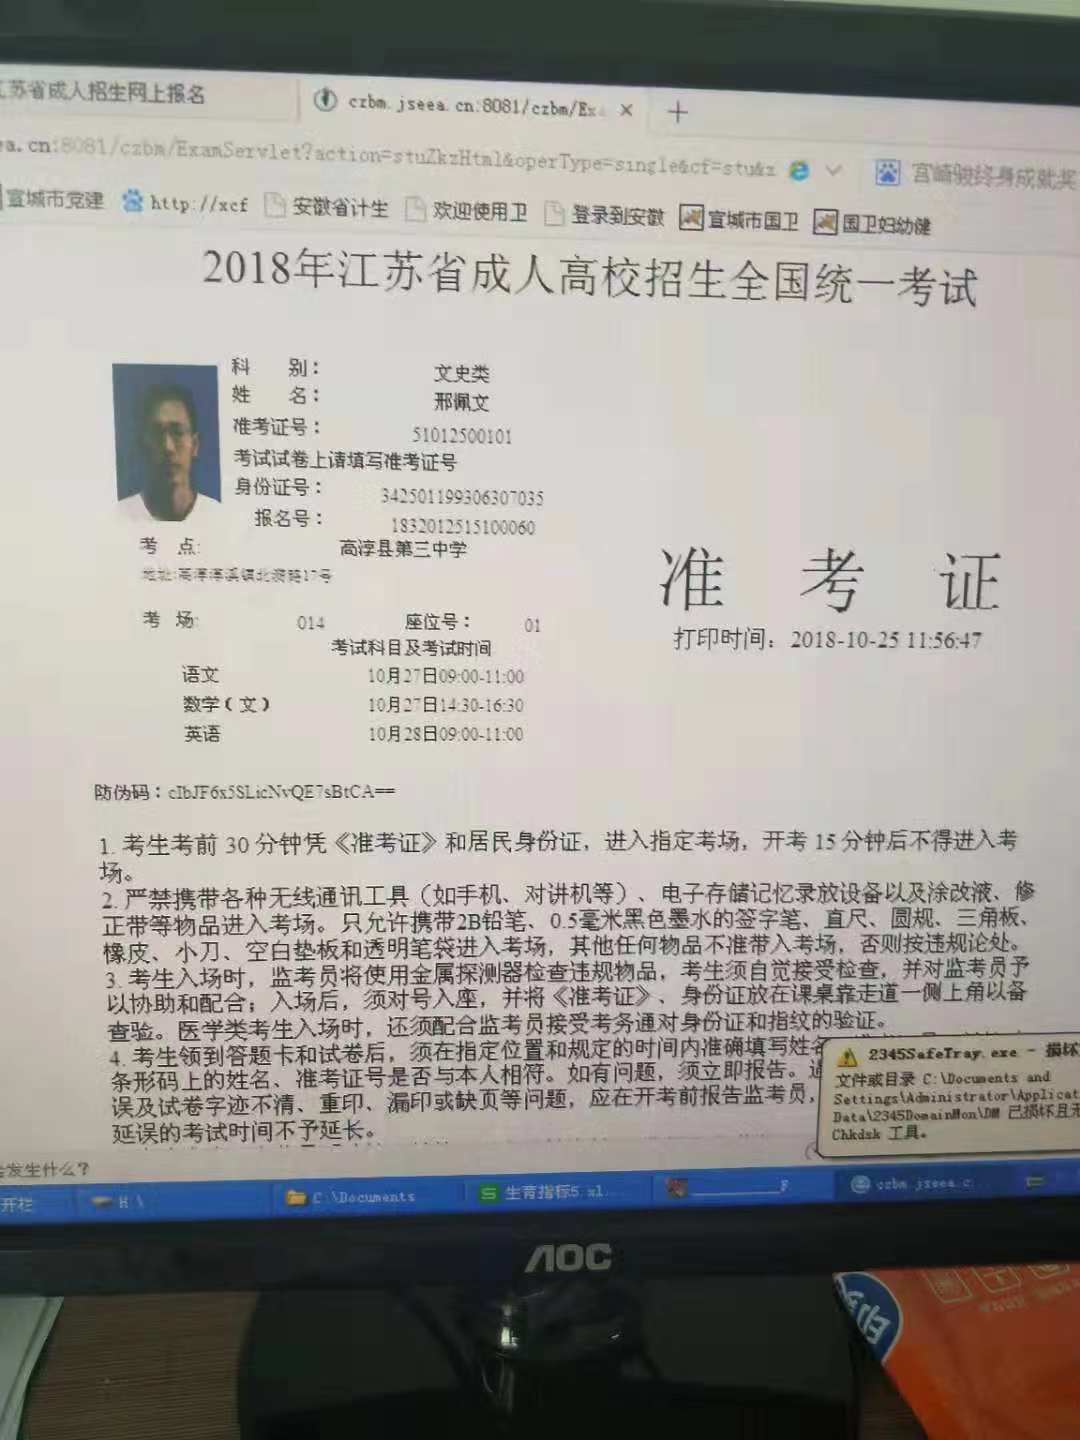 江苏省成人招生网上报名
czbm.jseea.cn:8081/czbm/Exa
ea.cn:8081/czbm/ExamServlet?action=stuZkzHtml&operType=single&cf=stu&z
宫崎骏终身成就奖
宣城市党建 http://xcf 安徽省计生 欢迎使用卫 登录到安徽 宣城市国卫 国卫妇幼健
2018年江苏省成人高校招生全国统一考试
科 别： 文史类
姓 名： 邢佩文
准考证号： 51012500101
考试试卷上请填写准考证号
身份证号： 342501199306307035
报名号： 1832012515100060
考 点: 高淳县第三中学
地址:高淳淳溪镇北漪路17号
准 考 证
考 场: 014 座位号： 01
打印时间：2018-10-25 11:56:47
考试科目及考试时间
语文 10月27日09:00-11:00
数学（文） 10月27日14:30-16:30
英语 10月28日09:00-11:00
防伪码：cIbJF6x5SLicNvQE7sBtCA==
1. 考生考前 30 分钟凭《准考证》和居民身份证，进入指定考场，开考 15 分钟后不得进入考
场。
2. 严禁携带各种无线通讯工具（如手机、对讲机等）、电子存储记忆录放设备以及涂改液、修
正带等物品进入考场。只允许携带2B铅笔、0.5毫米黑色墨水的签字笔、直尺、圆规、三角板、
橡皮、小刀、空白垫板和透明笔袋进入考场，其他任何物品不准带入考场，否则按违规论处。
3. 考生入场时，监考员将使用金属探测器检查违规物品，考生须自觉接受检查，并对监考员予
以协助和配合；入场后，须对号入座，并将《准考证》、身份证放在课桌靠走道一侧上角以备
查验。医学类考生入场时，还须配合监考员接受考务通对身份证和指纹的验证。
4. 考生领到答题卡和试卷后，须在指定位置和规定的时间内准确填写姓名
条形码上的姓名、准考证号是否与本人相符。如有问题，须立即报告。
误及试卷字迹不清、重印、漏印或缺页等问题，应在开考前报告监考员，
延误的考试时间不予延长。
2345SafeTray.exe - 损坏
文件或目录 C:\Documents and
Settings\Administrator\Applicat
Data\2345DomainMon\DM 已损坏且无
Chkdsk 工具。
发生什么？
开栏 H:\ C:\Documents 生育指标5.xl... F czbm.jseea.c...
AOC
印